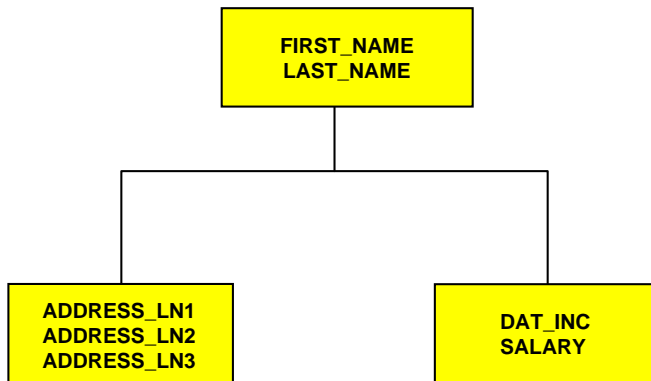 FIRST_NAME
LAST_NAME
ADDRESS_LN1
ADDRESS_LN2
ADDRESS_LN3
DAT_INC
SALARY